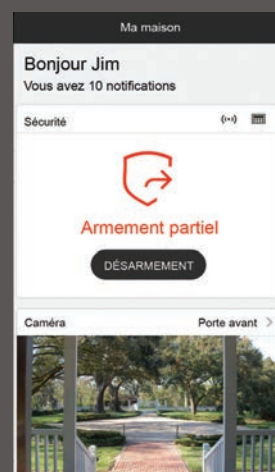 Ma maison
Bonjour Jim
Vous avez 10 notifications
Sécurité
Armement partiel
DÉSARMEMENT
Caméra Porte avant